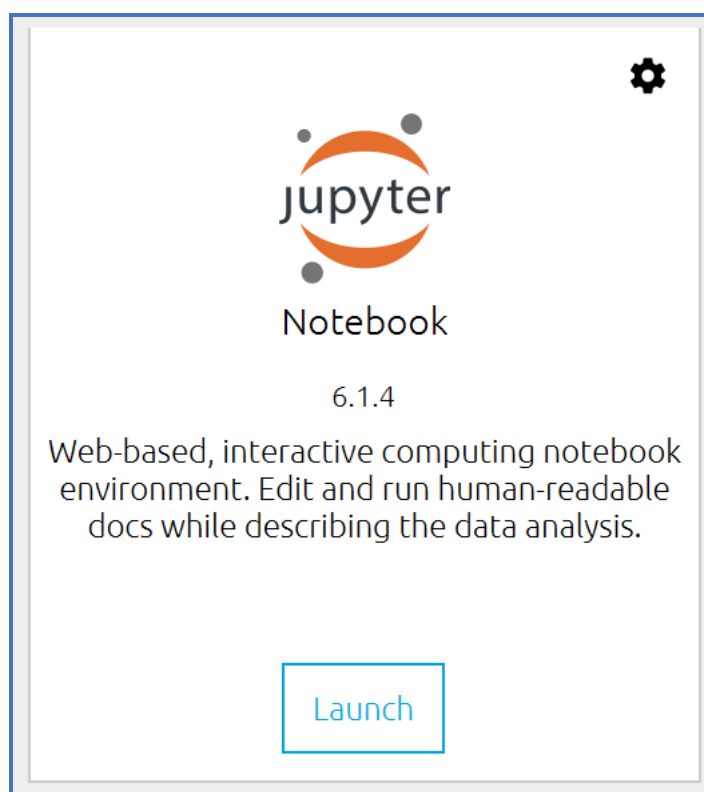 jupyter
Notebook
6.1.4
Web-based, interactive computing notebook
environment. Edit and run human-readable
docs while describing the data analysis.
Launch